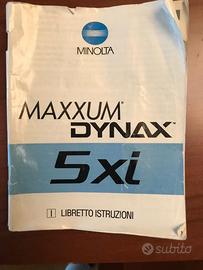 MINOLTA
MAXXUM
DYNAX
5xi
I LIBRETTO ISTRUZIONI
subito